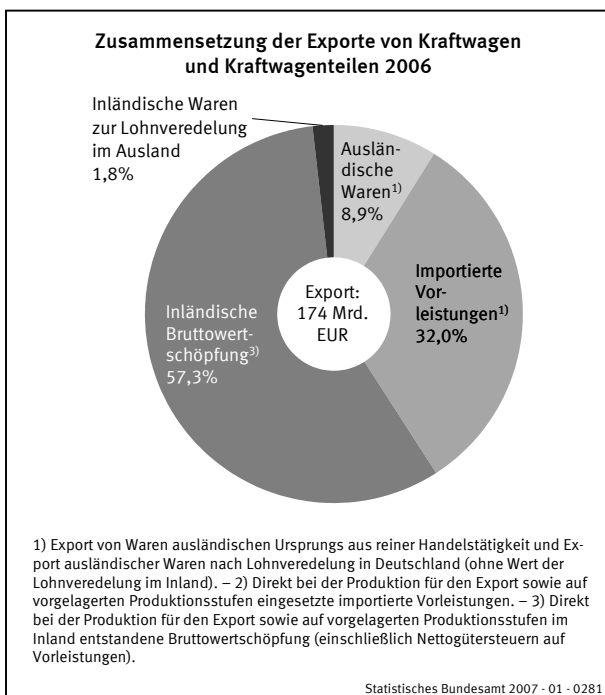 Zusammensetzung der Exporte von Kraftwagen
und Kraftwagenteilen 2006
Inländische Waren
zur Lohnveredelung
im Ausland
1,8%
Auslän-
dische
Waren1)
8,9%
Importierte
Vor-
leistungen1)
32,0%
Export:
174 Mrd.
EUR
Inländische
Bruttowert-
schöpfung3)
57,3%
1) Export von Waren ausländischen Ursprungs aus reiner Handelstätigkeit und Ex-
port ausländischer Waren nach Lohnveredelung in Deutschland (ohne Wert der
Lohnveredelung im Inland). – 2) Direkt bei der Produktion für den Export sowie auf
vorgelagerten Produktionsstufen eingesetzte importierte Vorleistungen. – 3) Direkt
bei der Produktion für den Export sowie auf vorgelagerten Produktionsstufen im
Inland entstandene Bruttowertschöpfung (einschließlich Nettogütersteuern auf
Vorleistungen).
Statistisches Bundesamt 2007 - 01 - 0281